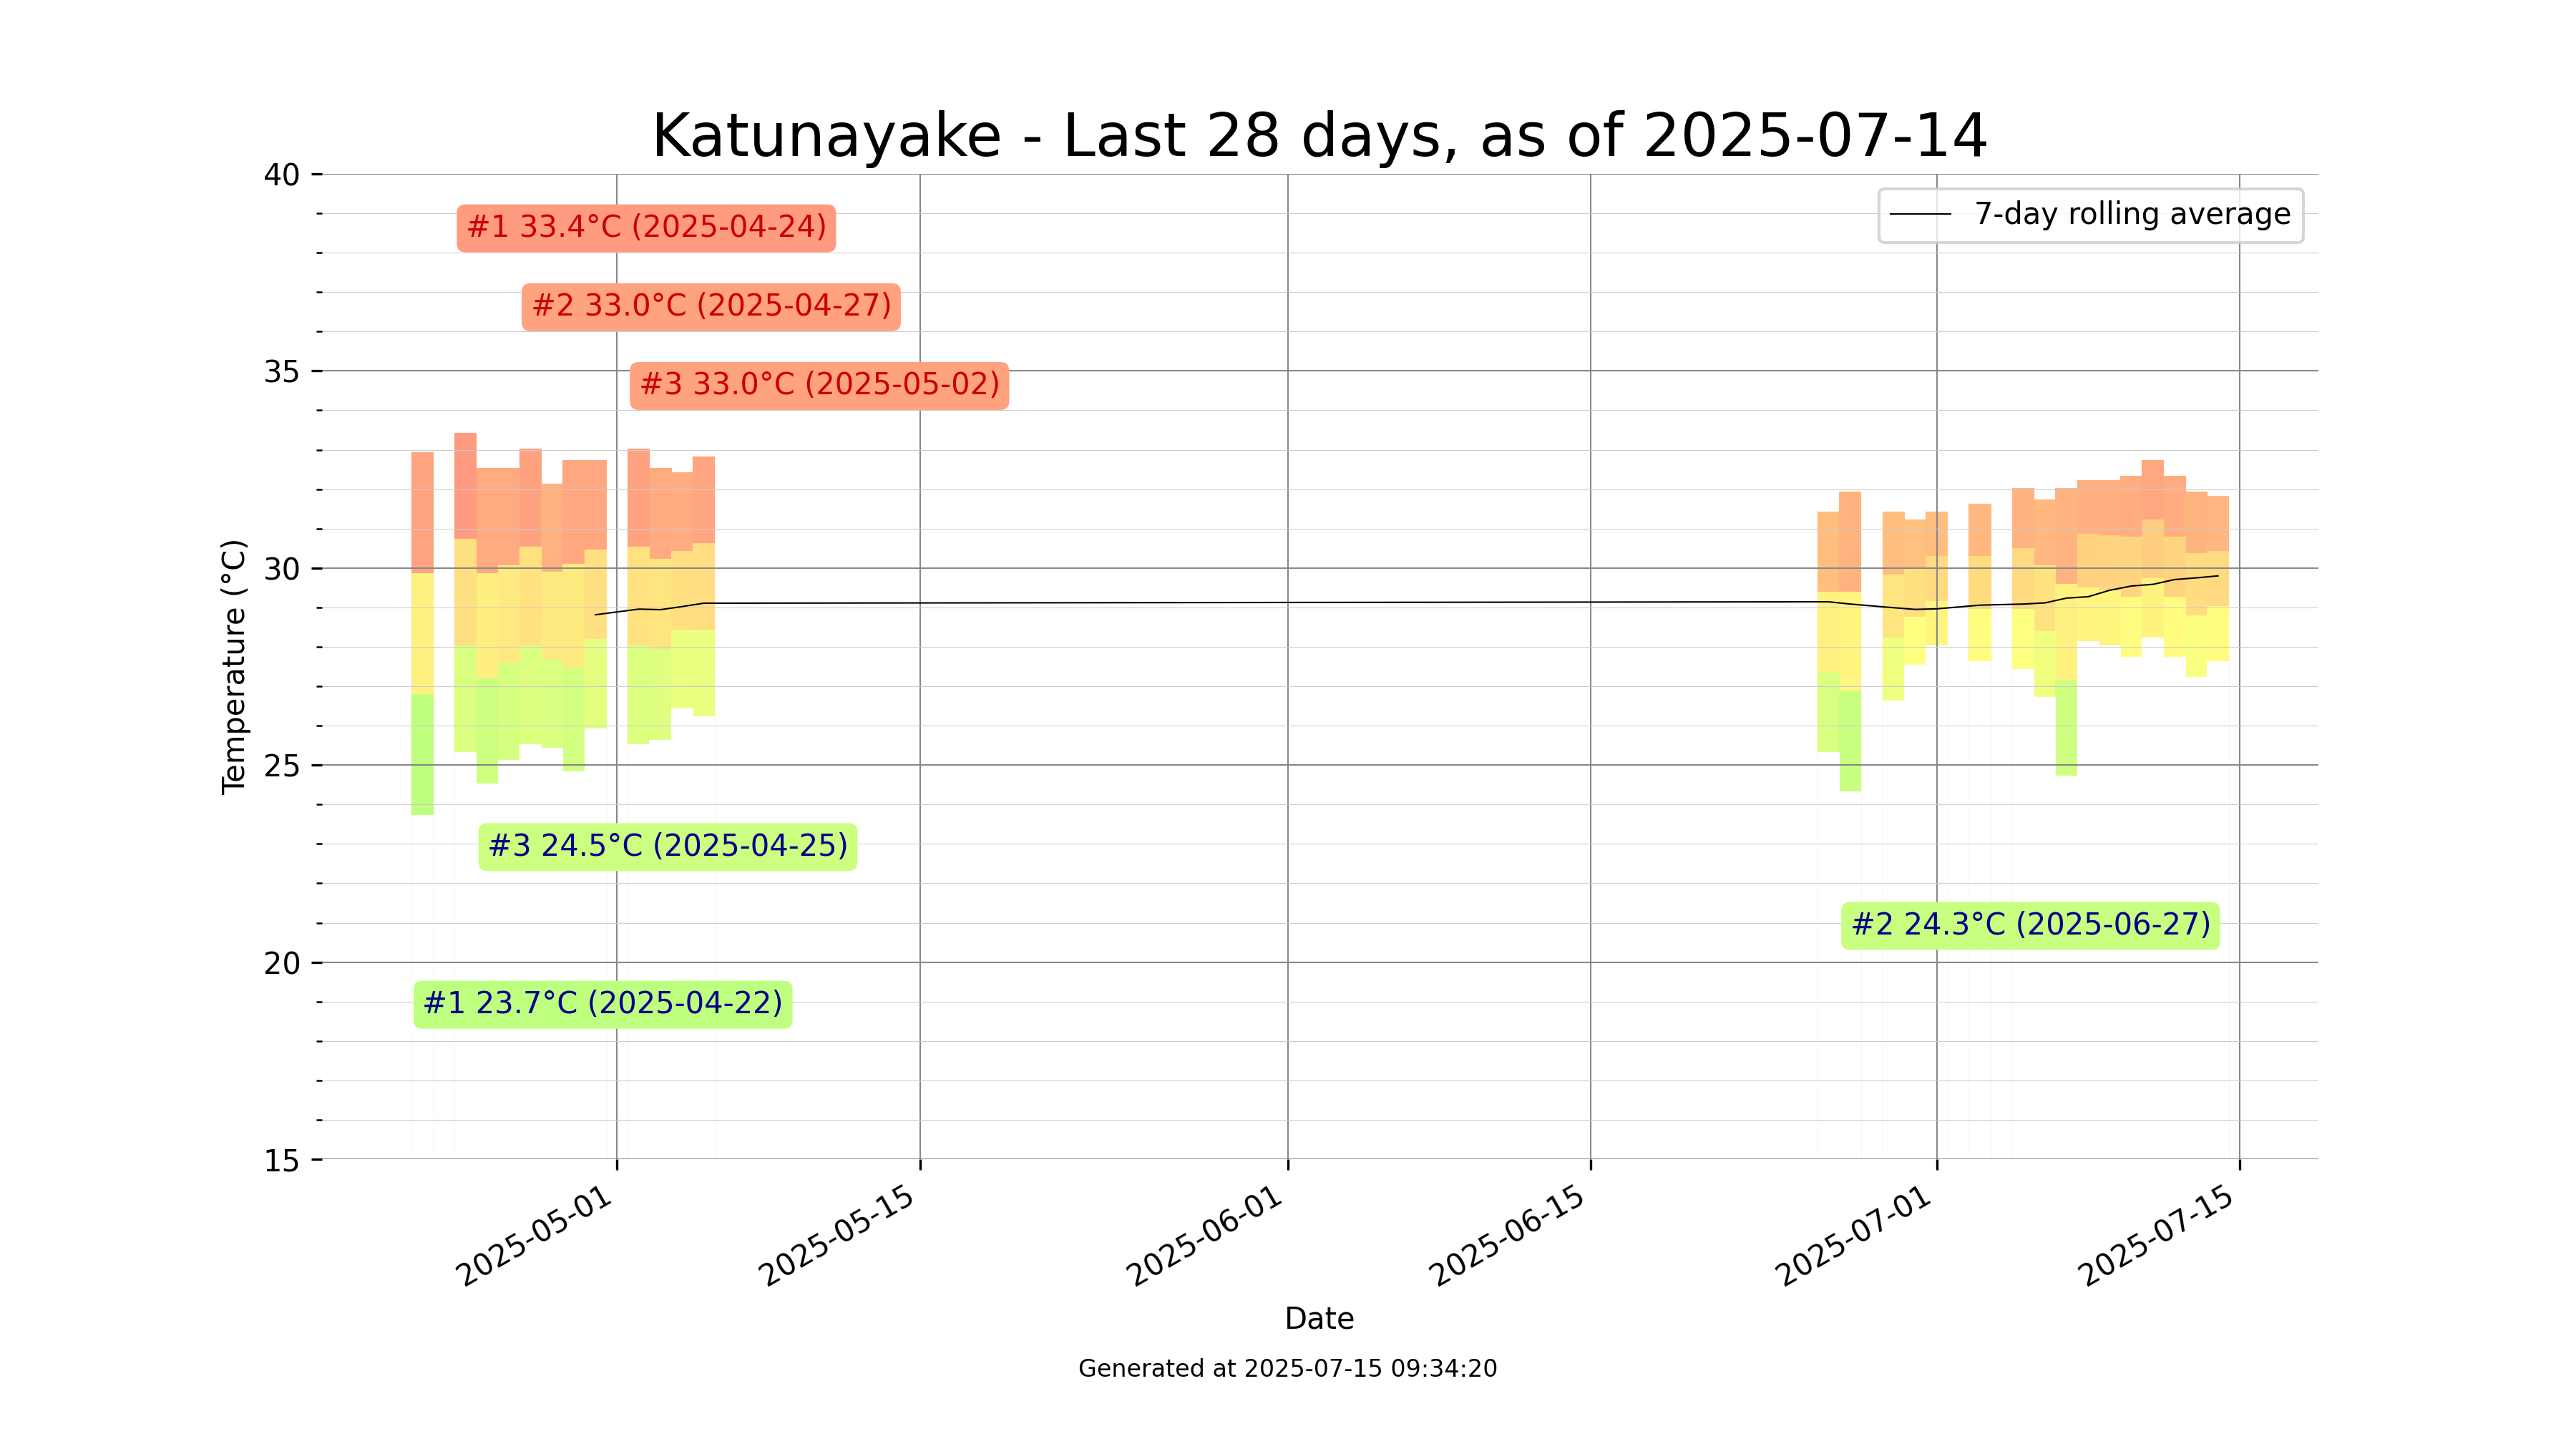 Katunayake - Last 28 days, as of 2025-07-14
7-day rolling average
#1 33.4°C (2025-04-24)
#2 33.0°C (2025-04-27)
#3 33.0°C (2025-05-02)
#3 24.5°C (2025-04-25)
#2 24.3°C (2025-06-27)
#1 23.7°C (2025-04-22)
Temperature (°C)
40
35
30
25
20
15
2025-05-01
2025-05-15
2025-06-01
2025-06-15
2025-07-01
2025-07-15
Date
Generated at 2025-07-15 09:34:20